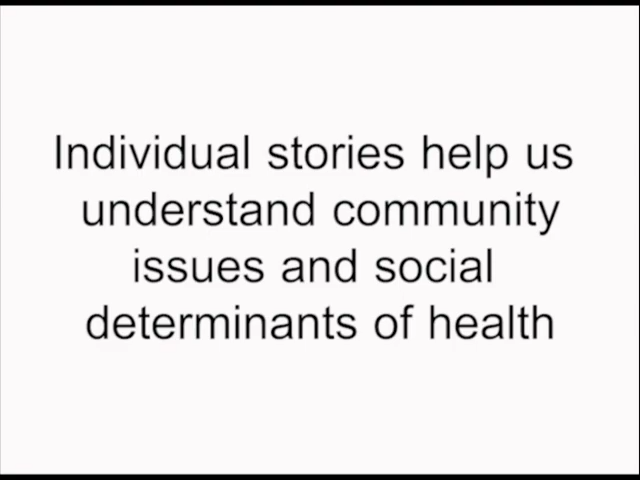 Individual stories help us
understand community
issues and social
determinants of health